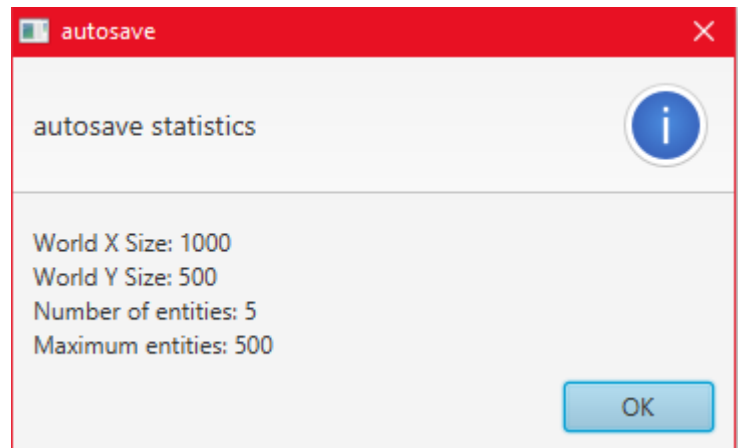 autosave
autosave statistics
World X Size: 1000
World Y Size: 500
Number of entities: 5
Maximum entities: 500
OK